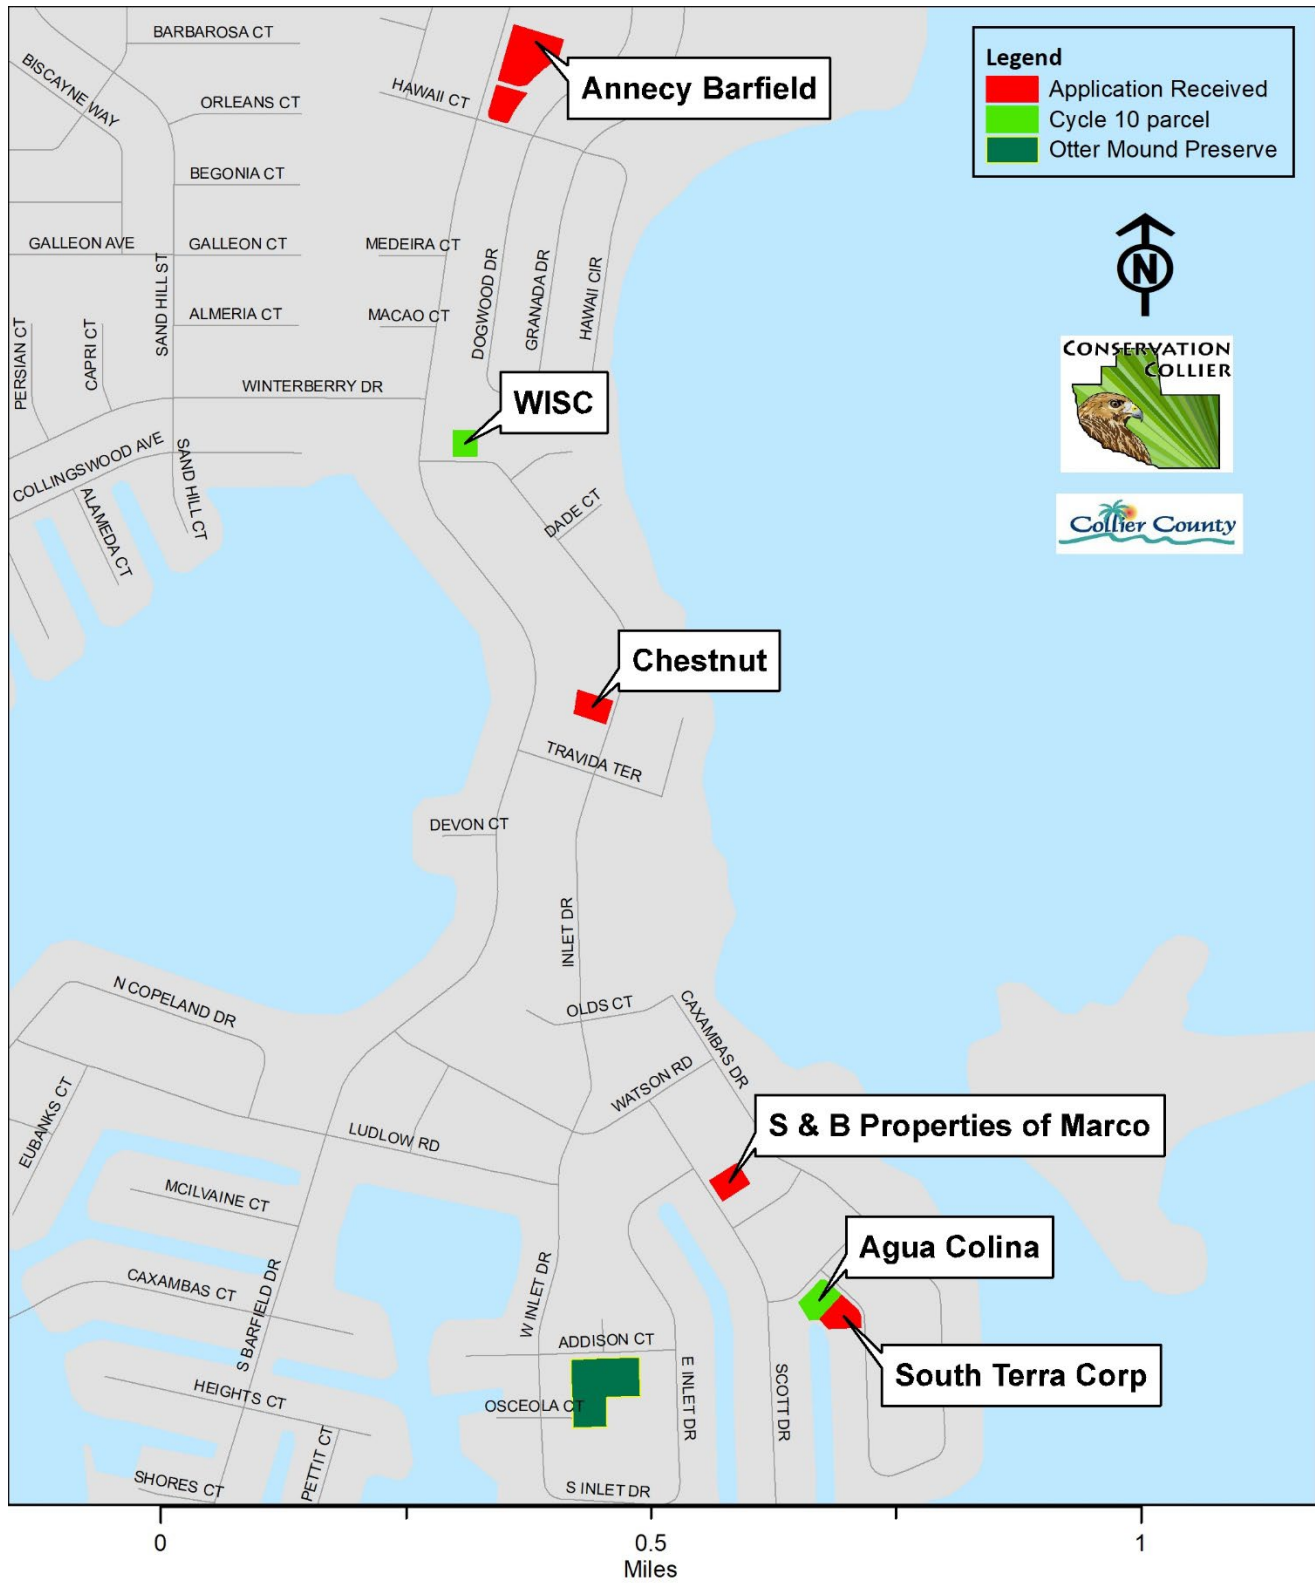 BARBAROSA CT
BISCAYNE WAY
ORLEANS CT
HAWAII CT
Annecy Barfield
Legend
Application Received
Cycle 10 parcel
Otter Mound Preserve
BEGONIA CT
GALLEON AVE
GALLEON CT
MEDEIRA CT
SAND HILL ST
DOGWOOD DR
GRANADA DR
HAWAII CIR
N
ALMERIA CT
MACAO CT
PERSIAN CT
CAPRI CT
CONSERVATION
COLLIER
WINTERBERRY DR
WISC
COLLINGSWOOD AVE
SAND HILL CT
ALAMEDA CT
DADE CT
Collier County
Chestnut
TRAVIDA TER
DEVON CT
INLET DR
N COPELAND DR
OLDS CT
CAXAMBAS DR
WATSON RD
EUBANKS CT
LUDLOW RD
S & B Properties of Marco
MCILVAINE CT
Agua Colina
CAXAMBAS CT
S BARFIELD DR
W INLET DR
ADDISON CT
E INLET DR
SCOTT DR
South Terra Corp
HEIGHTS CT
OSCEOLA CT
PETTIT CT
SHORES CT
S INLET DR
0
0.5
1
Miles